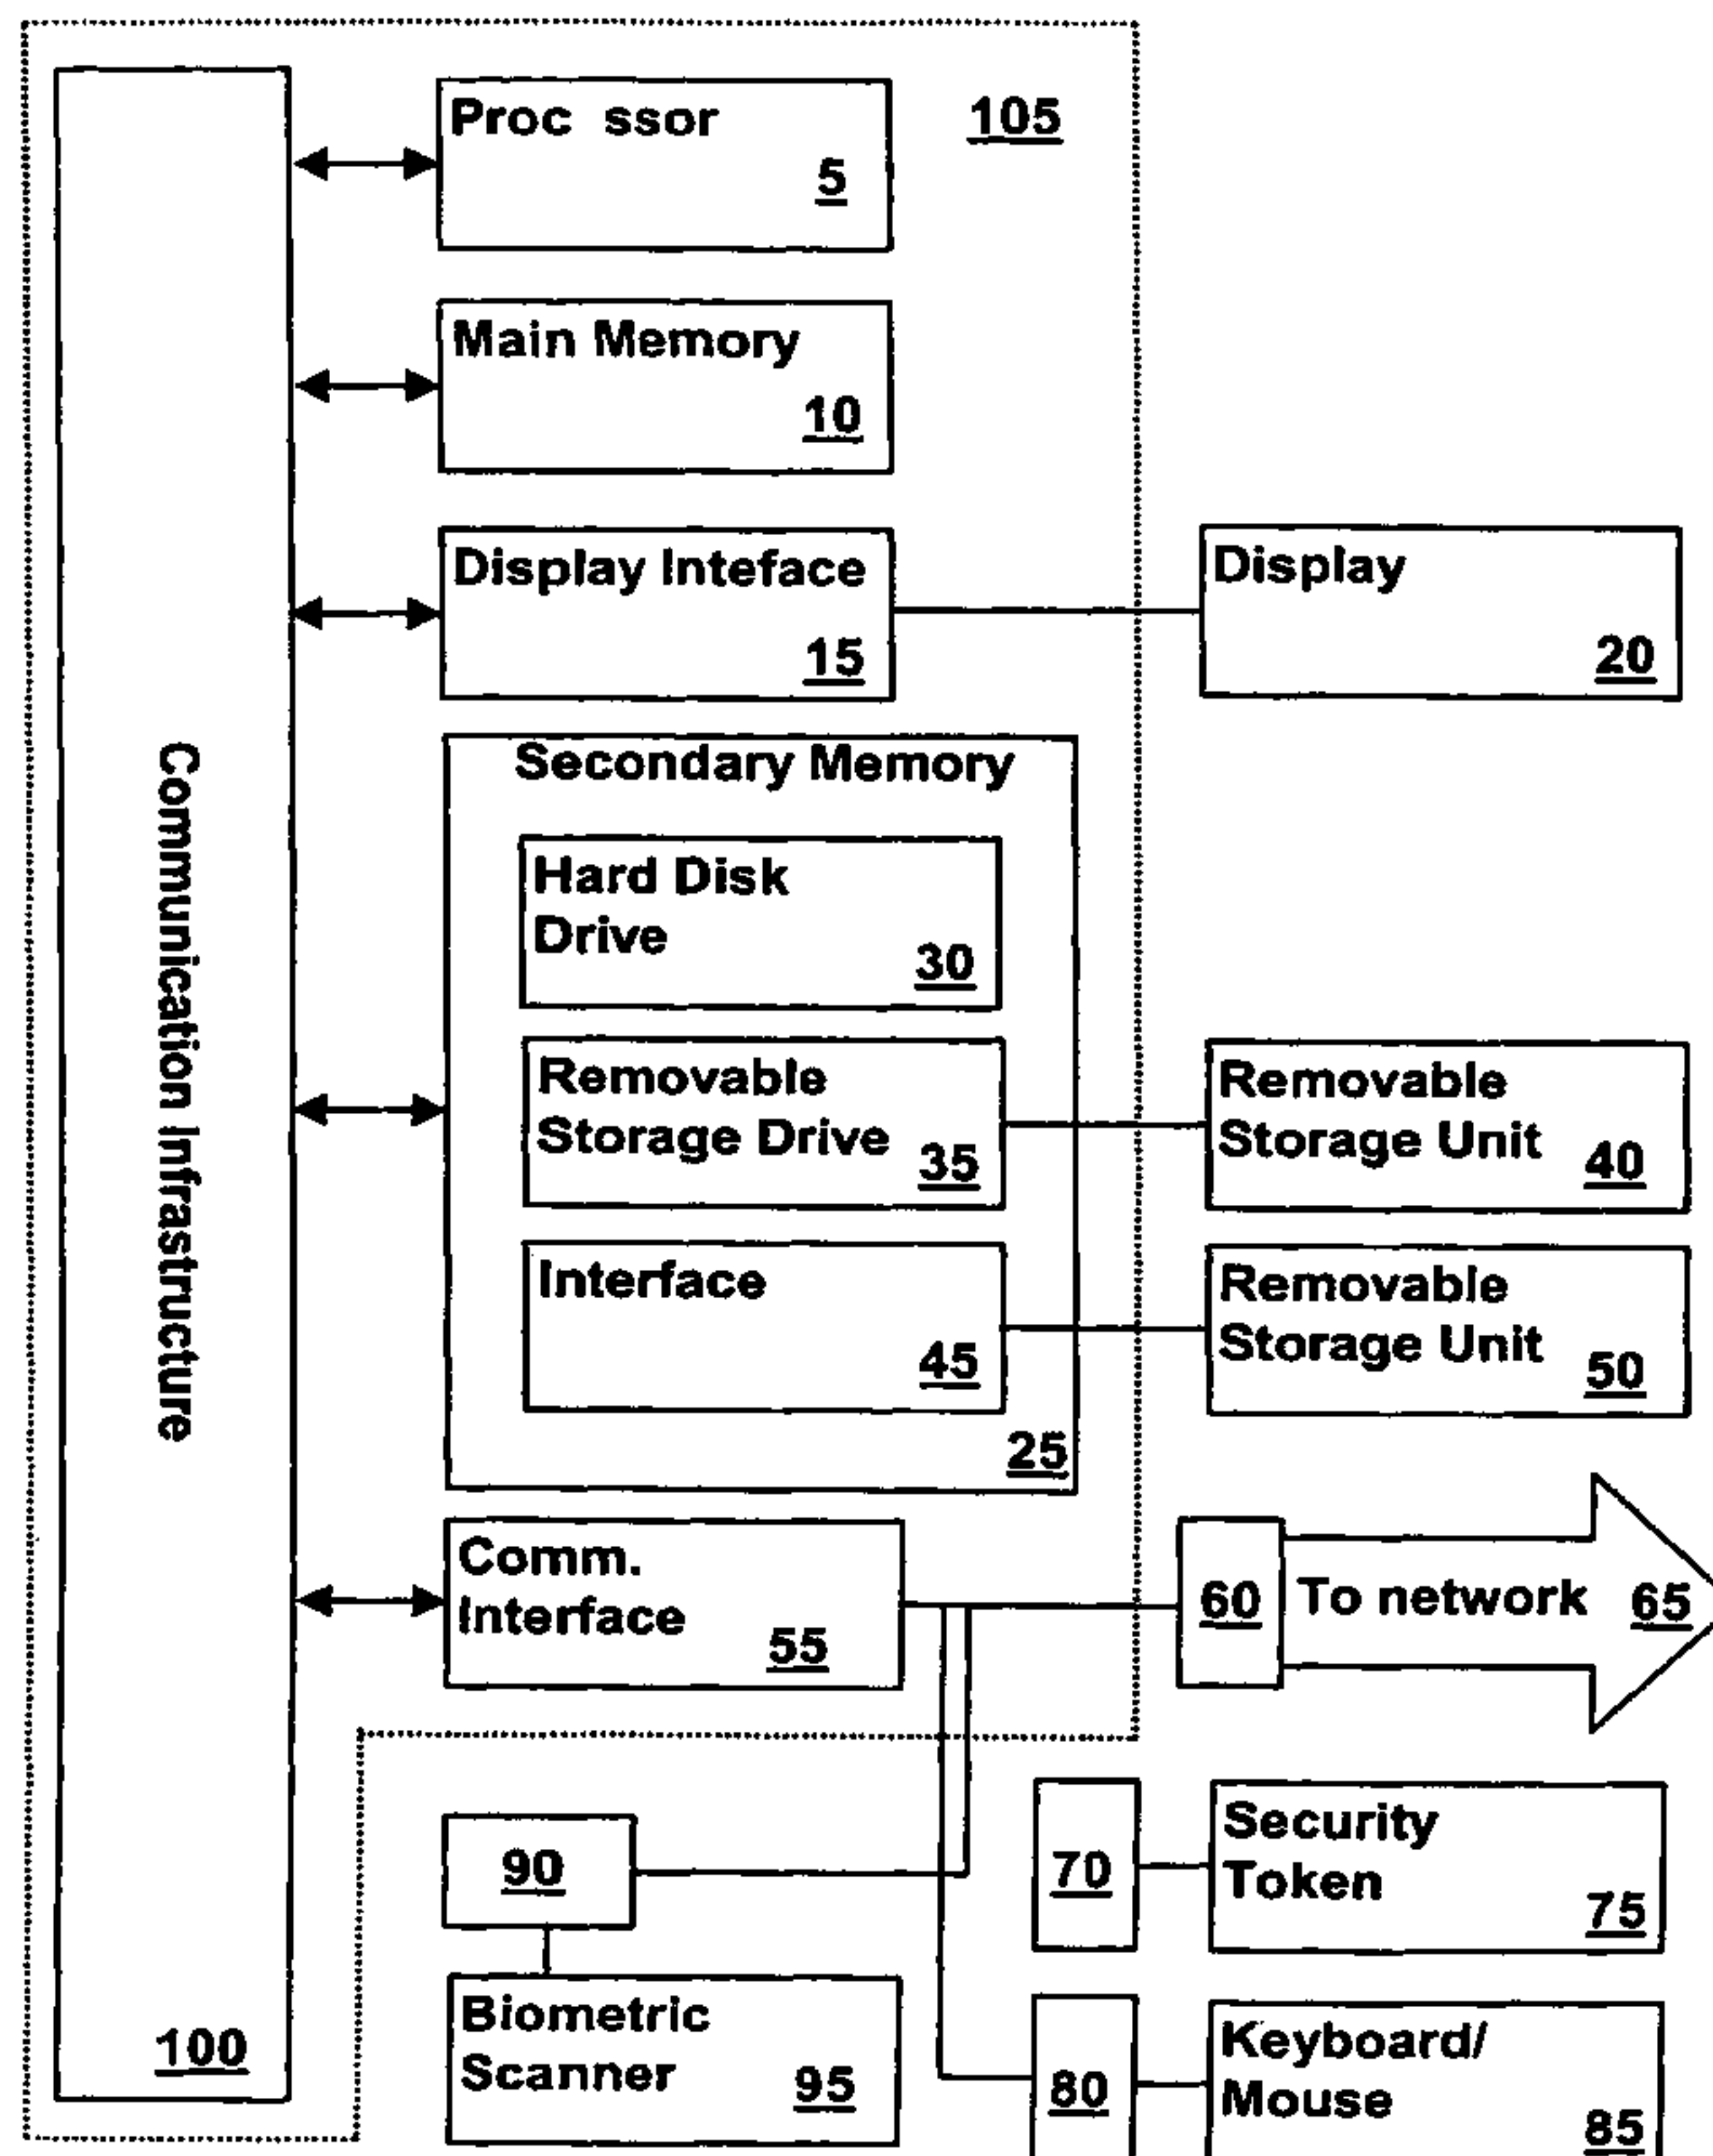 Proc ssor
5
105
Main Memory
10
Display Inteface
15
Display
20
Communication Infrastructure
100
Secondary Memory
Hard Disk
Drive
30
Removable
Storage Drive
35
Removable
Storage Unit
40
Interface
45
Removable
Storage Unit
50
25
Comm.
Interface
55
60
To network
65
90
70
Security
Token
75
Biometric
Scanner
95
80
Keyboard/
Mouse
85